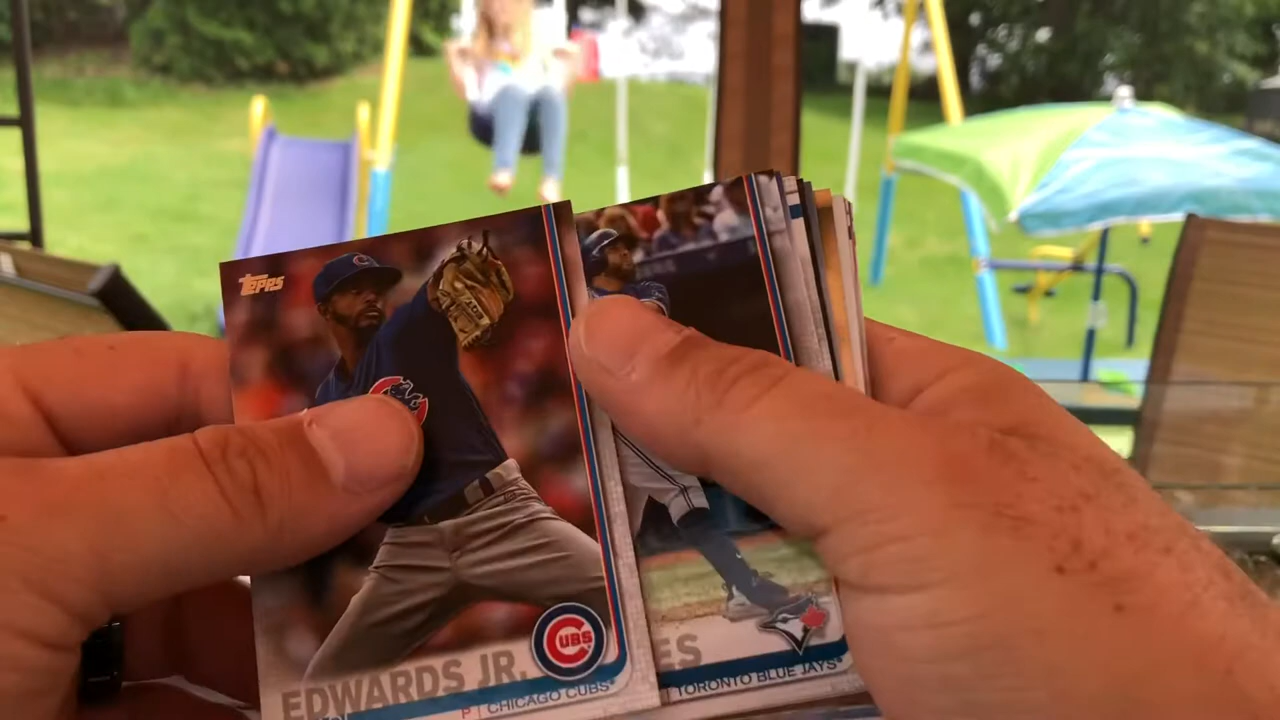 TOPPS
EDWARDS JR.
P | CHICAGO CUBS
CUBS
ES
TORONTO BLUE JAYS